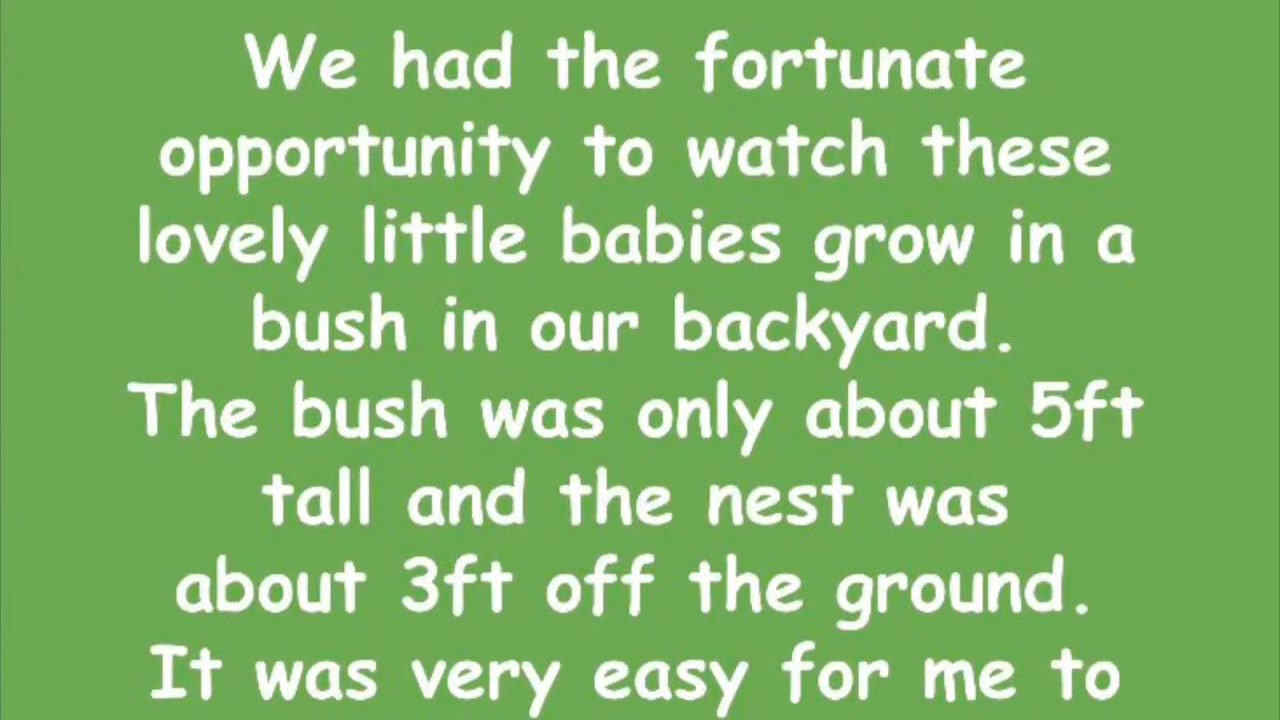 We had the fortunate
opportunity to watch these
lovely little babies grow in a
bush in our backyard.
The bush was only about 5ft
tall and the nest was
about 3ft off the ground.
It was very easy for me to